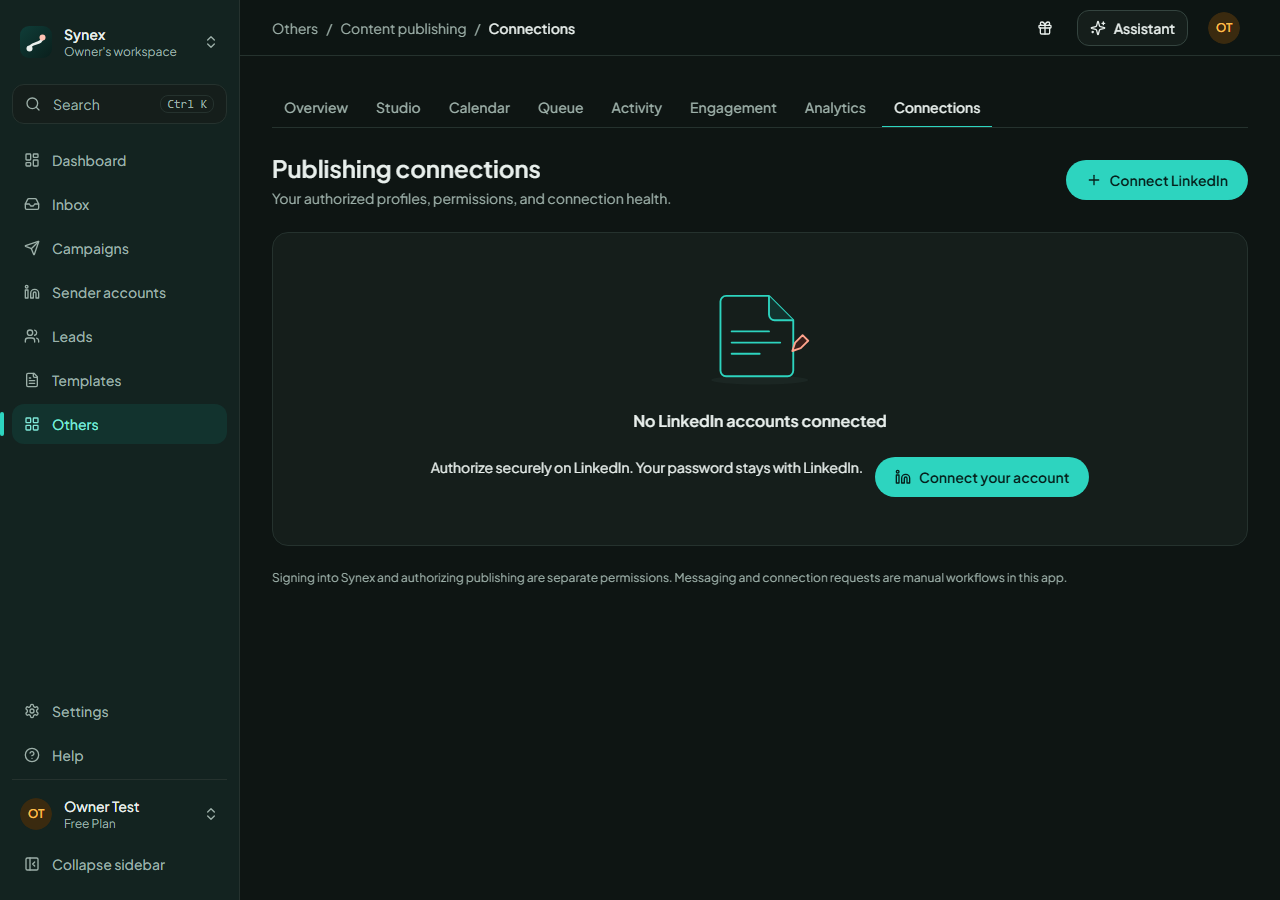 Synex
Owner's workspace
Search
Ctrl K
Dashboard
Inbox
Campaigns
Sender accounts
Leads
Templates
Others
Settings
Help
OT
Owner Test
Free Plan
Collapse sidebar
Others / Content publishing / Connections
Assistant
OT
Overview Studio Calendar Queue Activity Engagement Analytics Connections
Publishing connections
Your authorized profiles, permissions, and connection health.
+ Connect LinkedIn
No LinkedIn accounts connected
Authorize securely on LinkedIn. Your password stays with LinkedIn.
in Connect your account
Signing into Synex and authorizing publishing are separate permissions. Messaging and connection requests are manual workflows in this app.